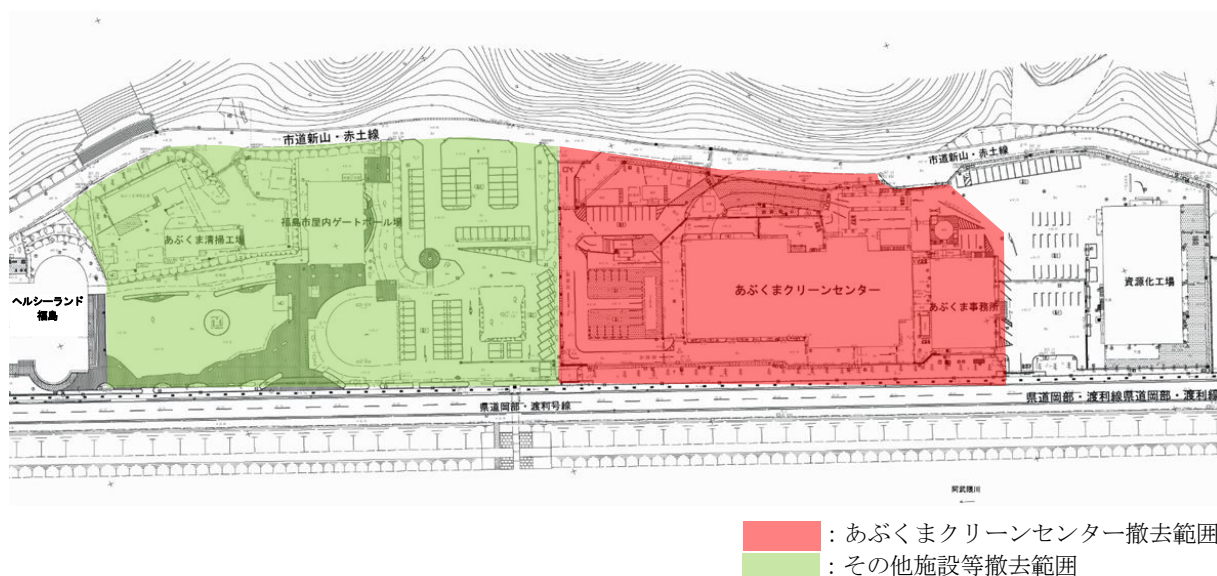 市道新山・赤土線
市道新山・赤土線
あぶくま清掃工場
福島市屋内ゲートボール場
ヘルシーランド
福島
あぶくまクリーンセンター
あぶくま事務所
資源化工場
県道岡部・渡利号線
県道岡部・渡利線県道岡部・渡利線
阿武隈川
：あぶくまクリーンセンター撤去範囲
：その他施設等撤去範囲